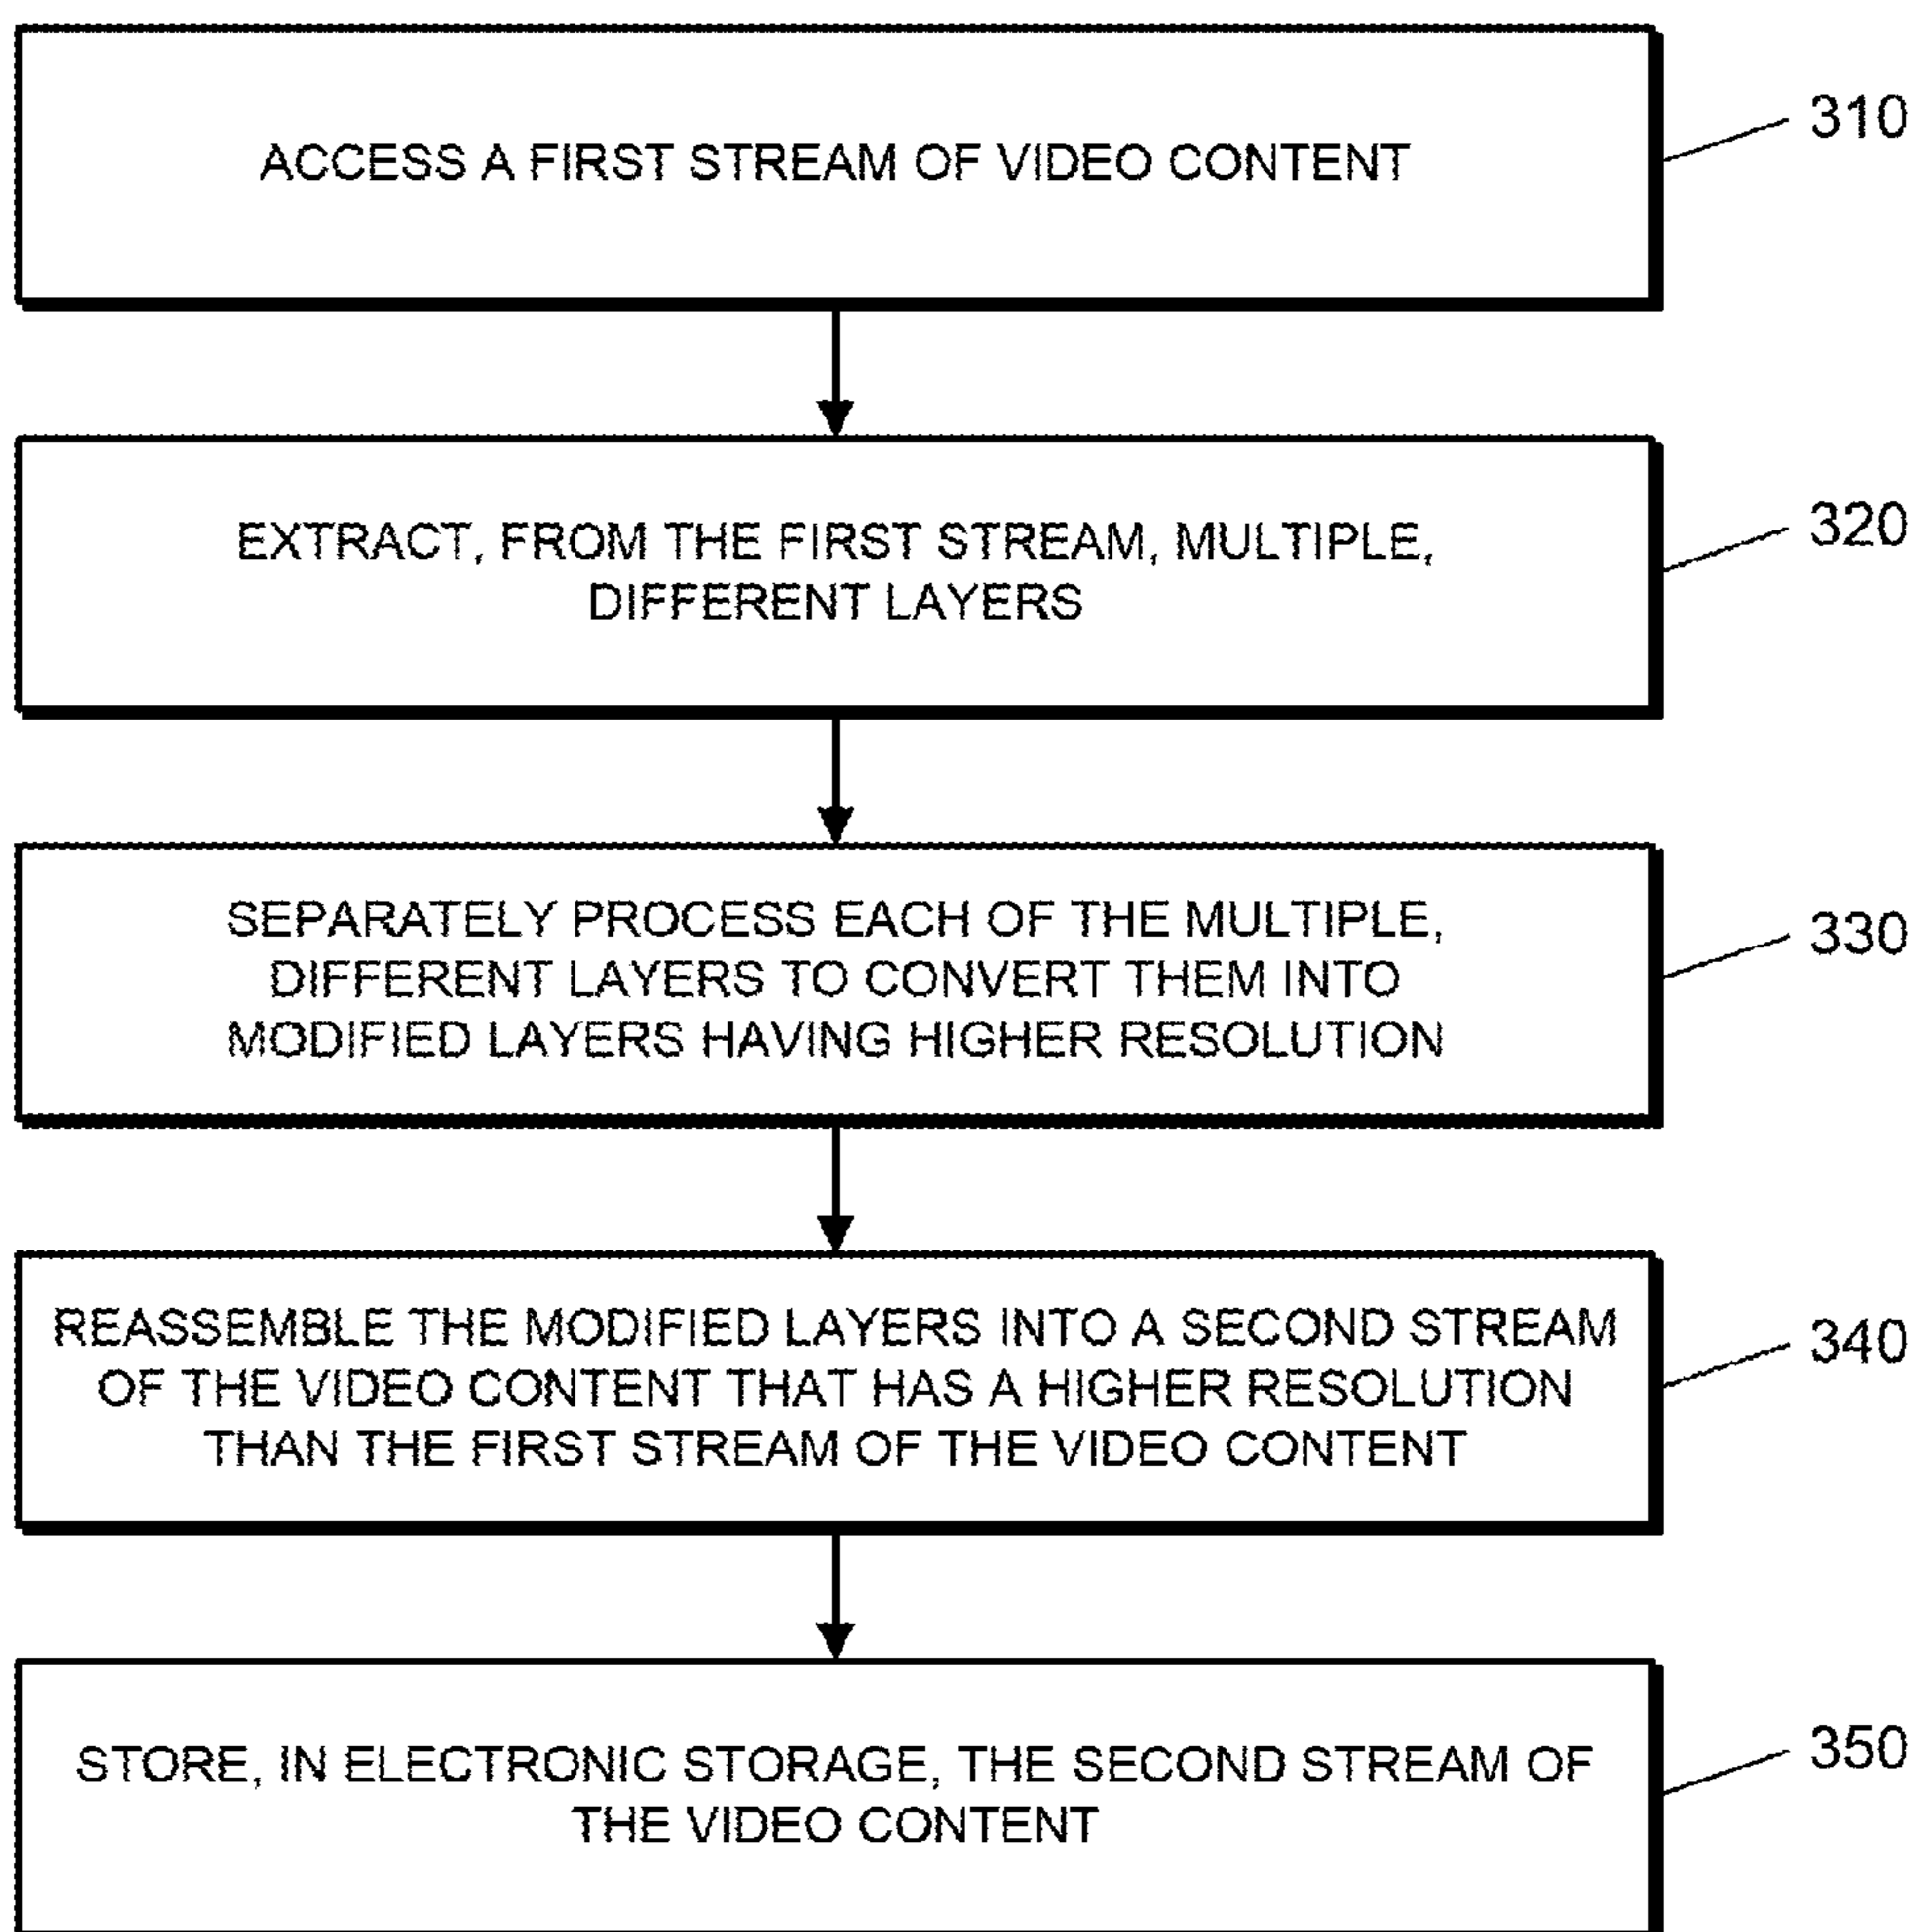 ACCESS A FIRST STREAM OF VIDEO CONTENT
310
EXTRACT, FROM THE FIRST STREAM, MULTIPLE,
DIFFERENT LAYERS
320
SEPARATELY PROCESS EACH OF THE MULTIPLE,
DIFFERENT LAYERS TO CONVERT THEM INTO
MODIFIED LAYERS HAVING HIGHER RESOLUTION
330
REASSEMBLE THE MODIFIED LAYERS INTO A SECOND STREAM
OF THE VIDEO CONTENT THAT HAS A HIGHER RESOLUTION
THAN THE FIRST STREAM OF THE VIDEO CONTENT
340
STORE, IN ELECTRONIC STORAGE, THE SECOND STREAM OF
THE VIDEO CONTENT
350